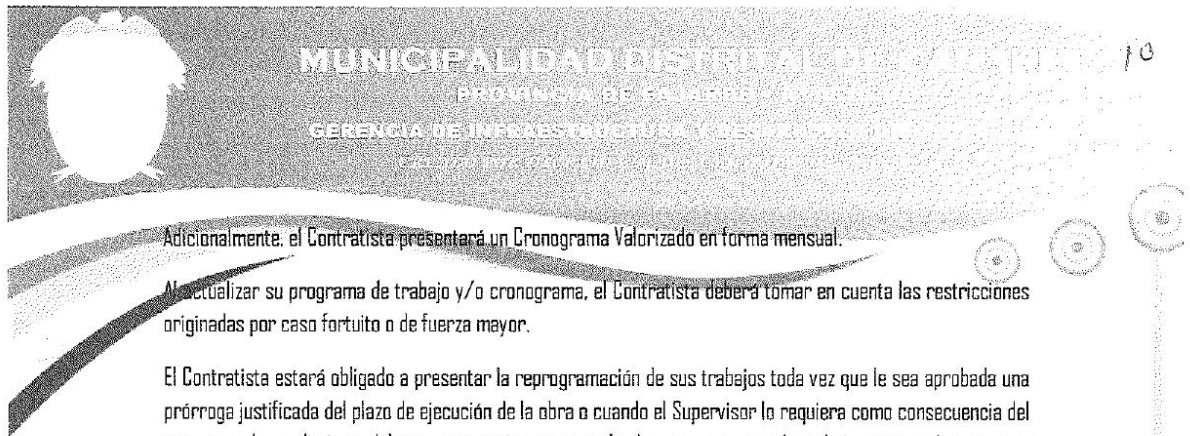 MUNICIPALIDAD DISTRITAL DE
10
PROVINCIA DE
GERENCIA DE INFRAESTRUCTURA Y
Adicionalmente, el Contratista presentará un Cronograma Valorizado en forma mensual.
Al actualizar su programa de trabajo y/o cronograma, el Contratista deberá tomar en cuenta las restricciones
originadas por caso fortuito o de fuerza mayor.
El Contratista estará obligado a presentar la reprogramación de sus trabajos toda vez que le sea aprobada una
prórroga justificada del plazo de ejecución de la obra o cuando el Supervisor lo requiera como consecuencia del